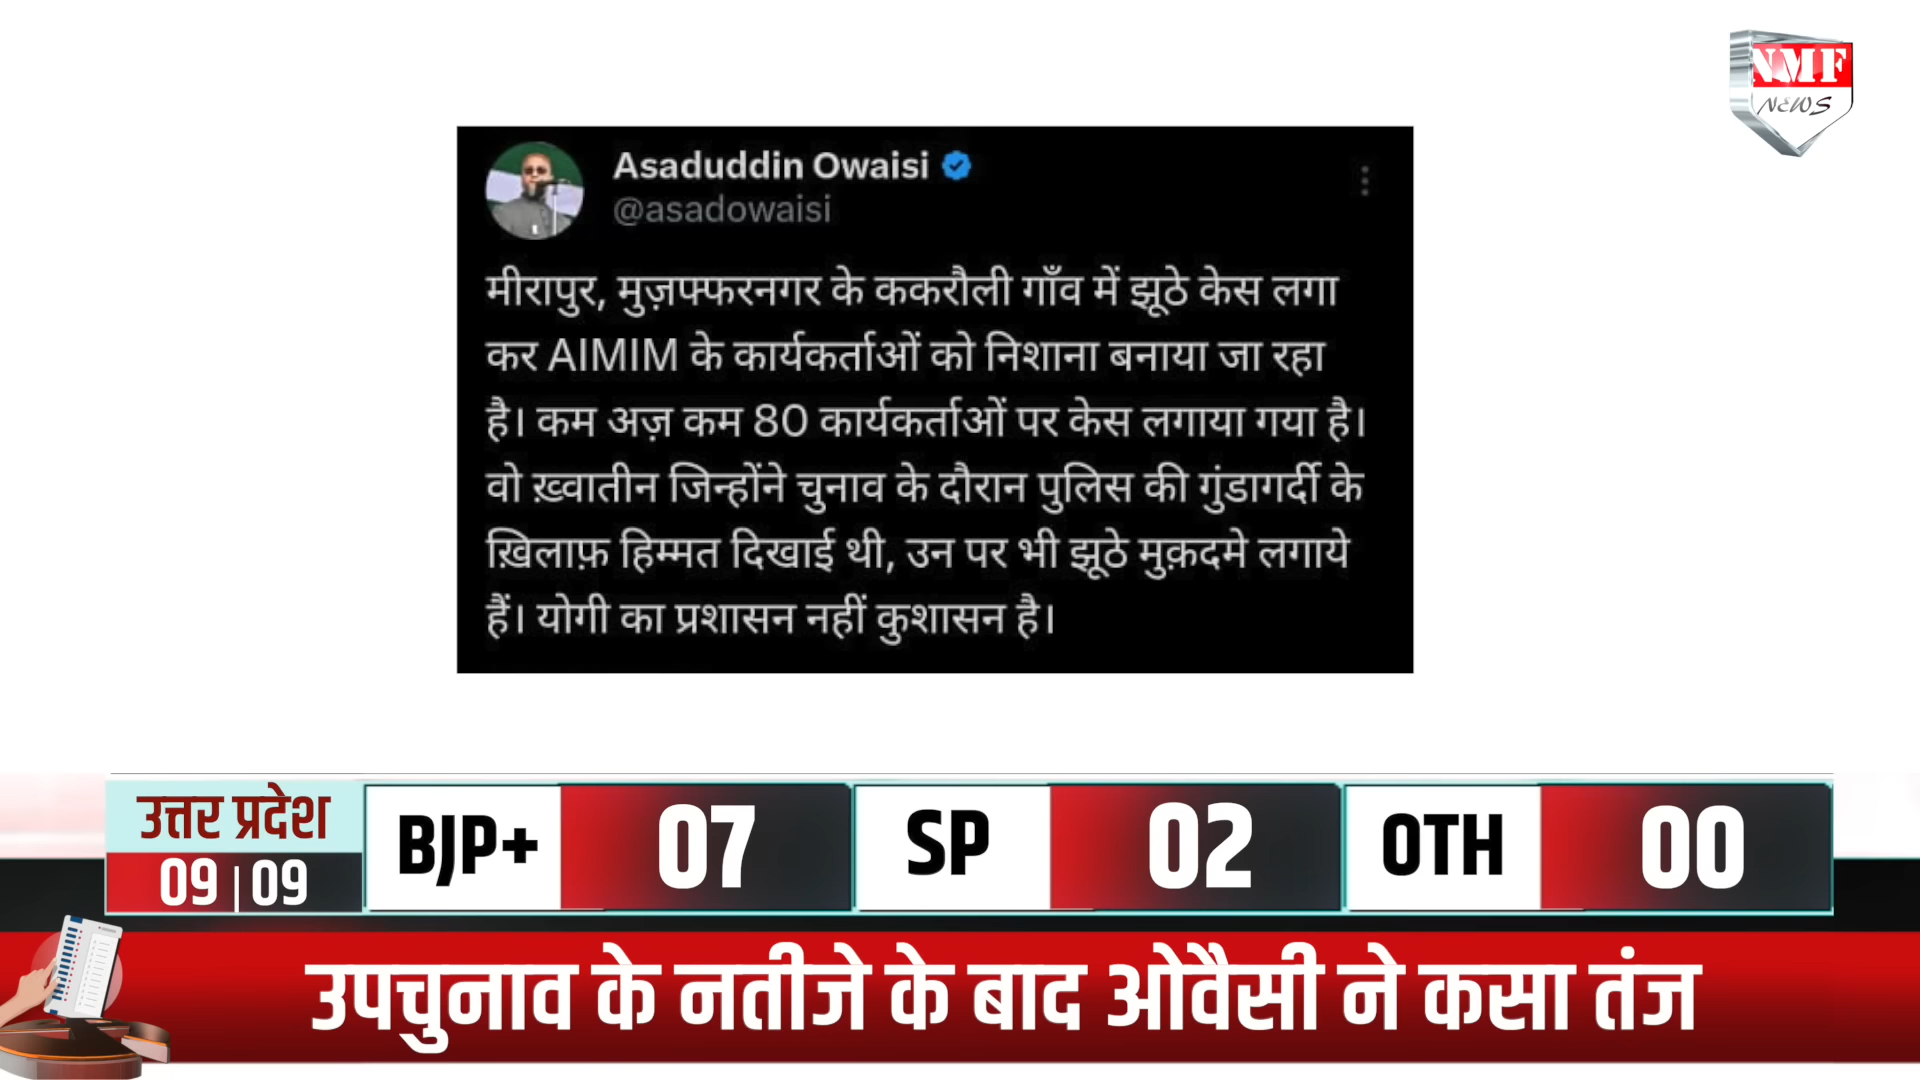 NMF
NEWS
Asaduddin Owaisi
@asadowaisi
मीरापुर, मुज़फ्फरनगर के ककरौली गाँव में झूठे केस लगा
कर AIMIM के कार्यकर्ताओं को निशाना बनाया जा रहा
है। कम अज़ कम 80 कार्यकर्ताओं पर केस लगाया गया है।
वो ख़्वातीन जिन्होंने चुनाव के दौरान पुलिस की गुंडागर्दी के
ख़िलाफ़ हिम्मत दिखाई थी, उन पर भी झूठे मुक़दमे लगाये
हैं। योगी का प्रशासन नहीं कुशासन है।
उत्तर प्रदेश
09 | 09
BJP+ 07 SP 02 OTH 00
उपचुनाव के नतीजे के बाद ओवैसी ने कसा तंज